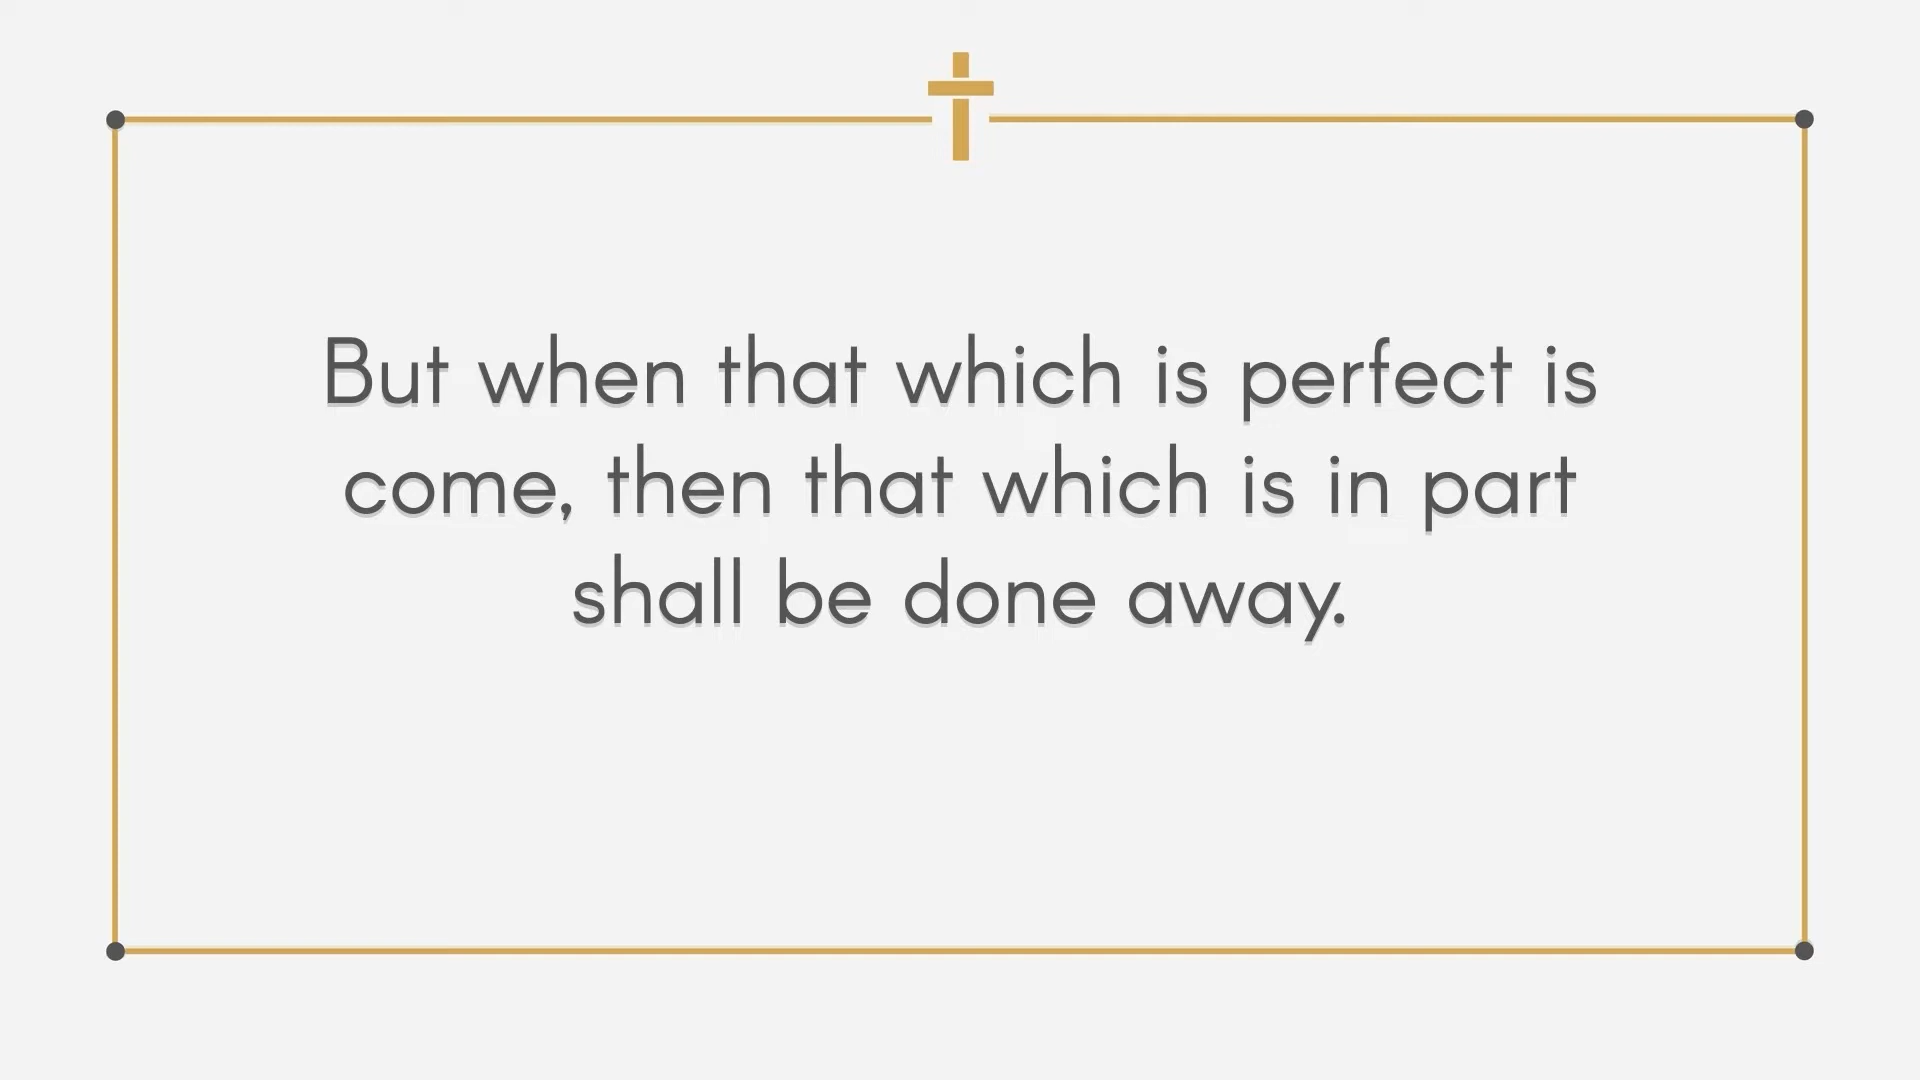 But when that which is perfect is
come, then that which is in part
shall be done away.